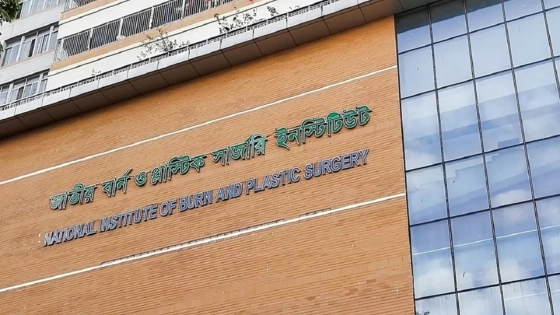 জাতীয় বার্ন ও প্লাস্টিক সার্জারি ইনস্টিটিউট
NATIONAL INSTITUTE OF BURN AND PLASTIC SURGERY